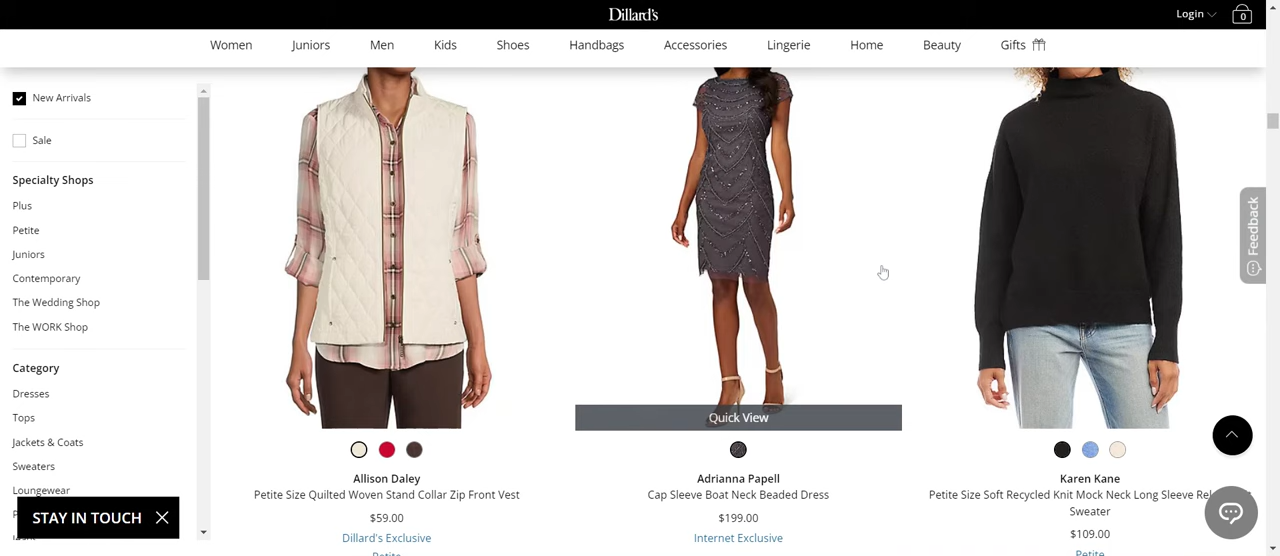 Dillard's
Login
0
Women
Juniors
Men
Kids
Shoes
Handbags
Accessories
Lingerie
Home
Beauty
Gifts
New Arrivals
Sale
Specialty Shops
Plus
Petite
Juniors
Contemporary
The Wedding Shop
The WORK Shop
Category
Dresses
Tops
Jackets & Coats
Sweaters
Loungewear
STAY IN TOUCH
Allison Daley
Petite Size Quilted Woven Stand Collar Zip Front Vest
$59.00
Dillard's Exclusive
Petite
Quick View
Adrianna Papell
Cap Sleeve Boat Neck Beaded Dress
$199.00
Internet Exclusive
Karen Kane
Petite Size Soft Recycled Knit Mock Neck Long Sleeve
Sweater
$109.00
Petite
Feedback